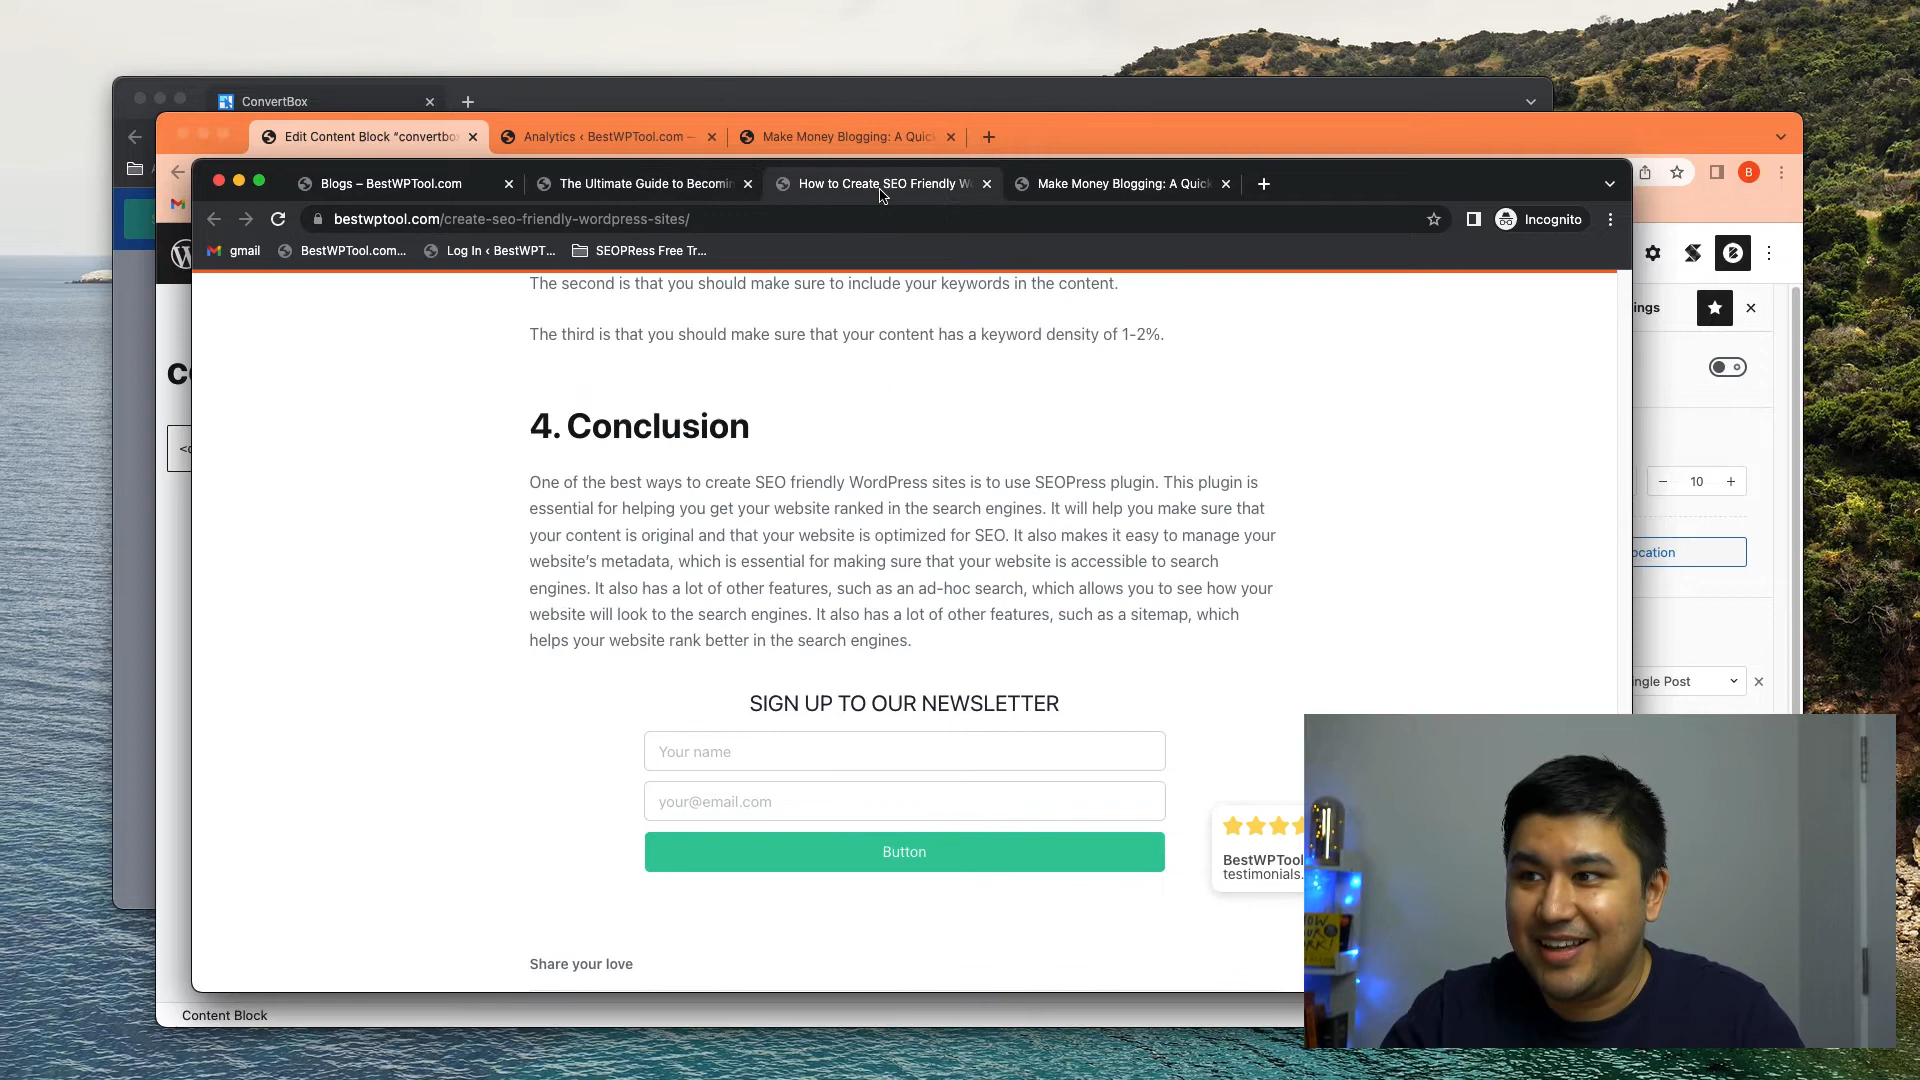 ConvertBox
Edit Content Block “convertbo
Analytics ‹ BestWPTool.com —
Make Money Blogging: A Quic
Blogs – BestWPTool.com
The Ultimate Guide to Becomin
How to Create SEO Friendly W
Make Money Blogging: A Quick
bestwptool.com/create-seo-friendly-wordpress-sites/
Incognito
B
gmail
BestWPTool.com...
Log In ‹ BestWPT...
SEOPRess Free Tr...
The second is that you should make sure to include your keywords in the content.
ings
The third is that you should make sure that your content has a keyword density of 1-2%.
4. Conclusion
One of the best ways to create SEO friendly WordPress sites is to use SEOPress plugin. This plugin is
essential for helping you get your website ranked in the search engines. It will help you make sure that
your content is original and that your website is optimized for SEO. It also makes it easy to manage your
website’s metadata, which is essential for making sure that your website is accessible to search
engines. It also has a lot of other features, such as an ad-hoc search, which allows you to see how your
website will look to the search engines. It also has a lot of other features, such as a sitemap, which
helps your website rank better in the search engines.
10
ocation
ngle Post
SIGN UP TO OUR NEWSLETTER
Your name
your@email.com
Button
BestWPTool
testimonials.
Share your love
Content Block